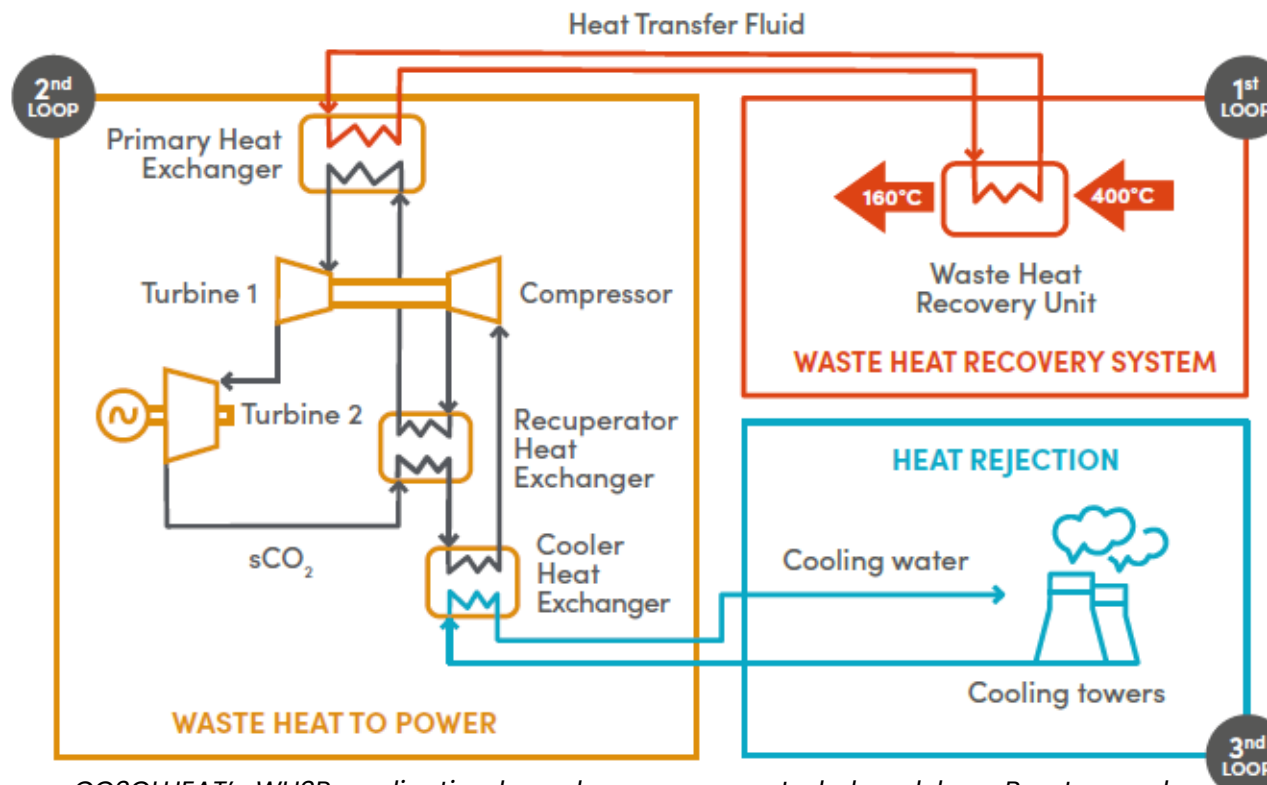 Heat Transfer Fluid
2nd
LOOP
1st
LOOP
Primary Heat
Exchanger
160°C
400°C
Turbine 1
Compressor
Waste Heat
Recovery Unit
WASTE HEAT RECOVERY SYSTEM
Turbine 2
Recuperator
Heat
Exchanger
HEAT REJECTION
sCO2
Cooler
Heat
Exchanger
Cooling water
Cooling towers
WASTE HEAT TO POWER
3nd
LOOP